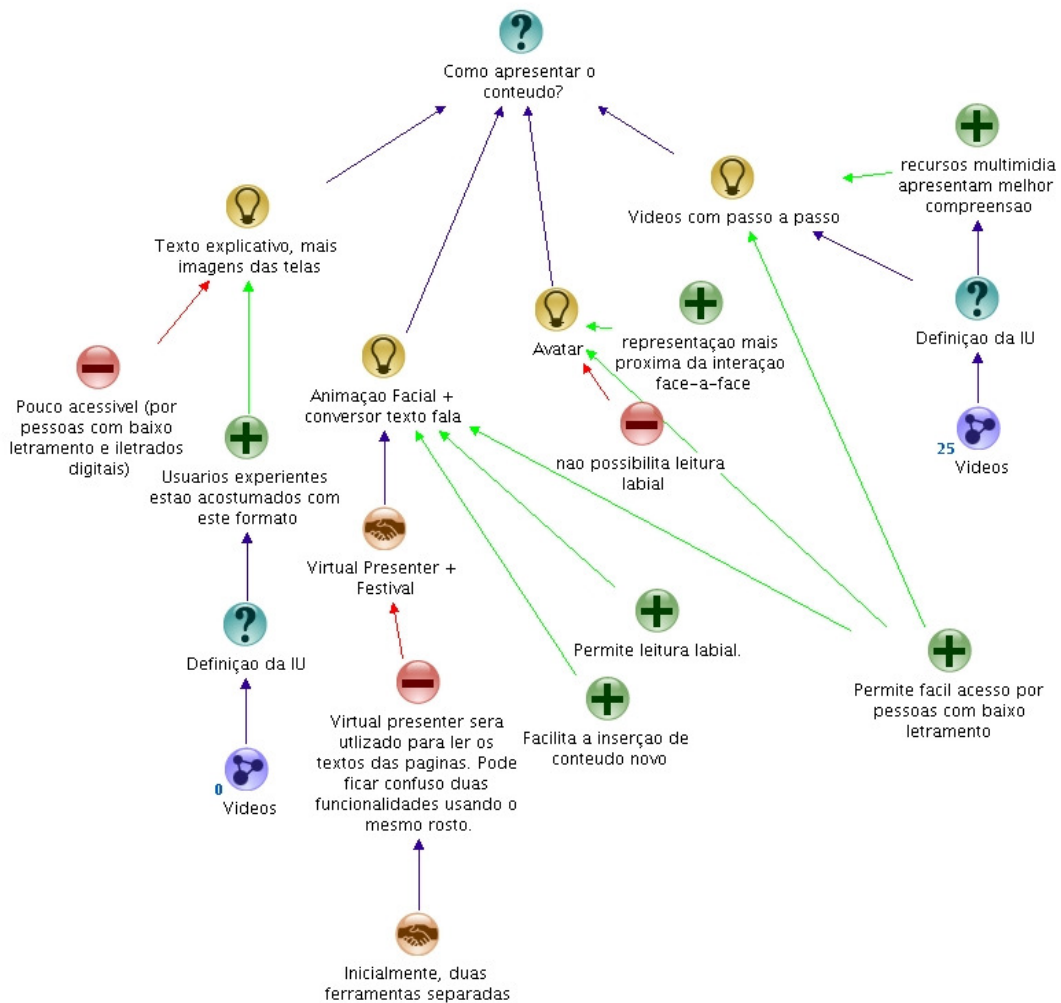 Como apresentar o
conteudo?
recursos multimidia
apresentam melhor
compreensao
Videos com passo a passo
Texto explicativo, mais
imagens das telas
Definiçao da IU
representaçao mais
proxima da interaçao
face-a-face
Avatar
Pouco acessivel (por
pessoas com baixo
letramento e iletrados
digitais)
Animaçao Facial +
conversor texto fala
nao possibilita leitura
labial
25
Videos
Usuarios experientes
estao acostumados com
este formato
Virtual Presenter +
Festival
Definiçao da IU
Permite leitura labial.
Permite facil acesso por
pessoas com baixo
letramento
Virtual presenter sera
utlizado para ler os
textos das paginas. Pode
ficar confuso duas
funcionalidades usando o
mesmo rosto.
Facilita a inserçao de
conteudo novo
0
Videos
Inicialmente, duas
ferramentas separadas